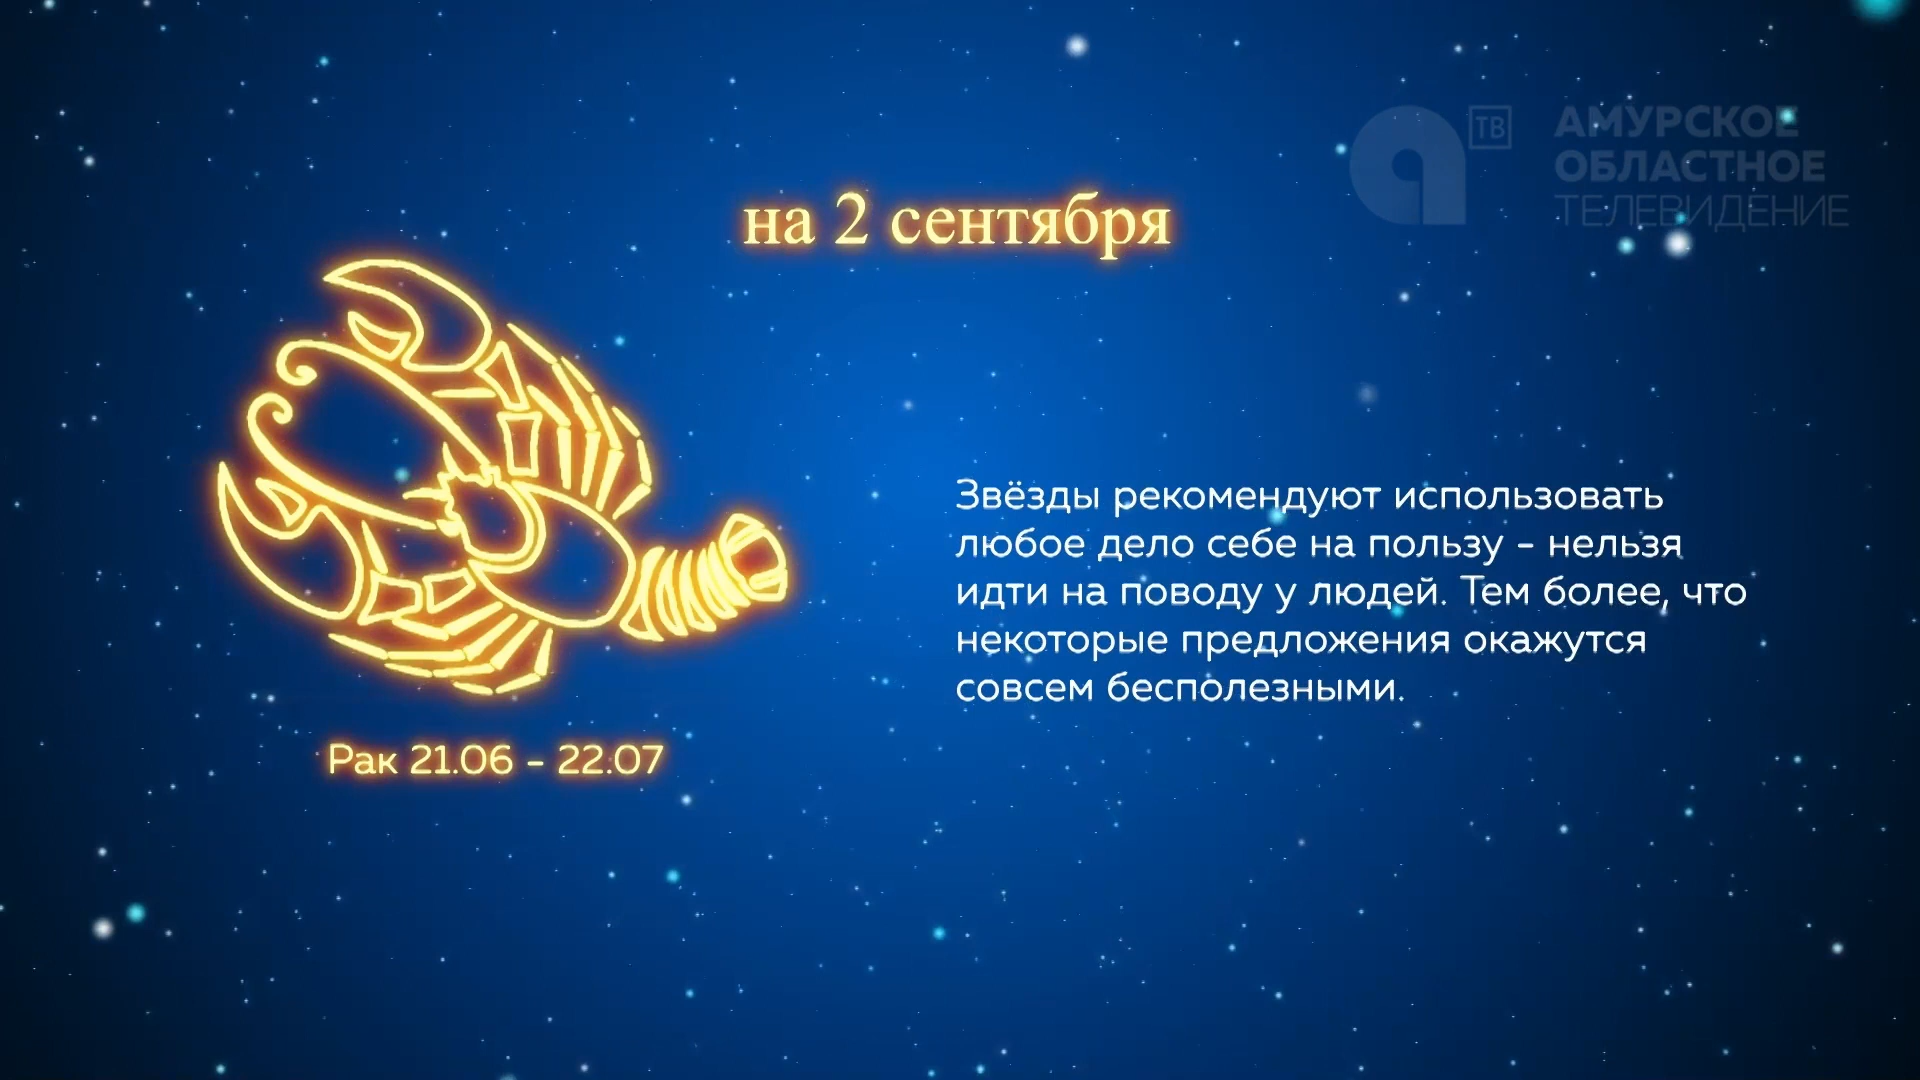 ТВ
АМУРСКОЕ
ОБЛАСТНОЕ
ТЕЛЕВИДЕНИЕ
на 2 сентября
Звёзды рекомендуют использовать
любое дело себе на пользу - нельзя
идти на поводу у людей. Тем более, что
некоторые предложения окажутся
совсем бесполезными.
Рак 21.06 - 22.07